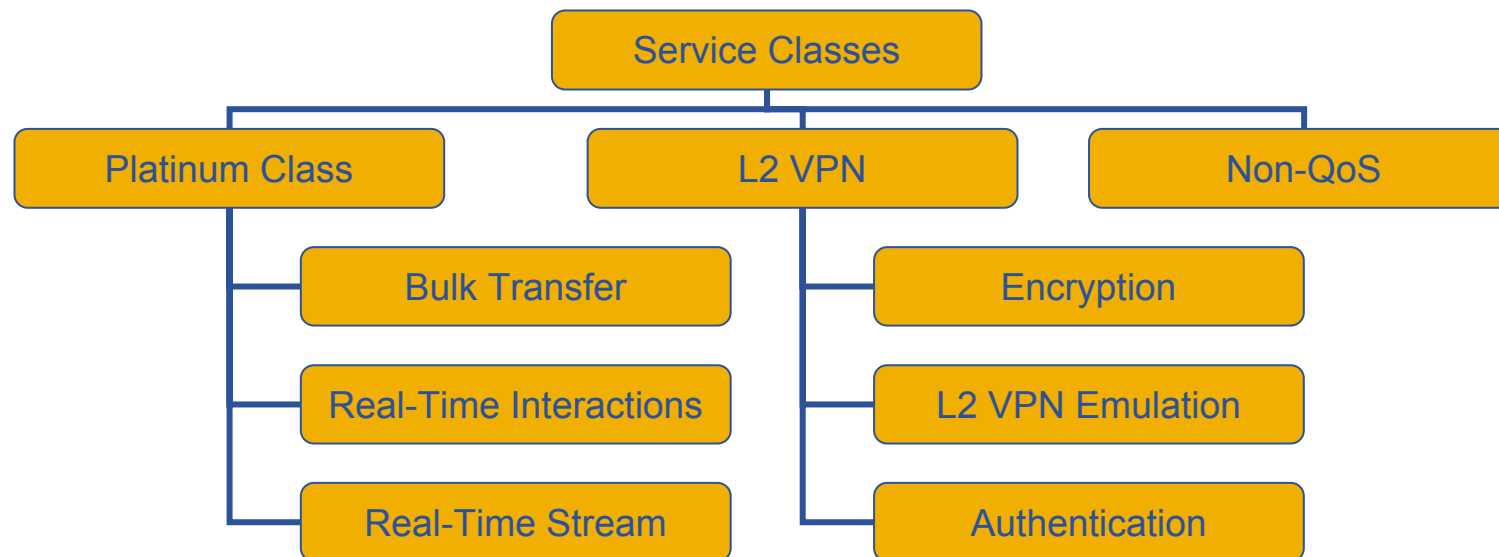 Service Classes
Platinum Class
L2 VPN
Non-QoS
Bulk Transfer
Encryption
Real-Time Interactions
L2 VPN Emulation
Real-Time Stream
Authentication